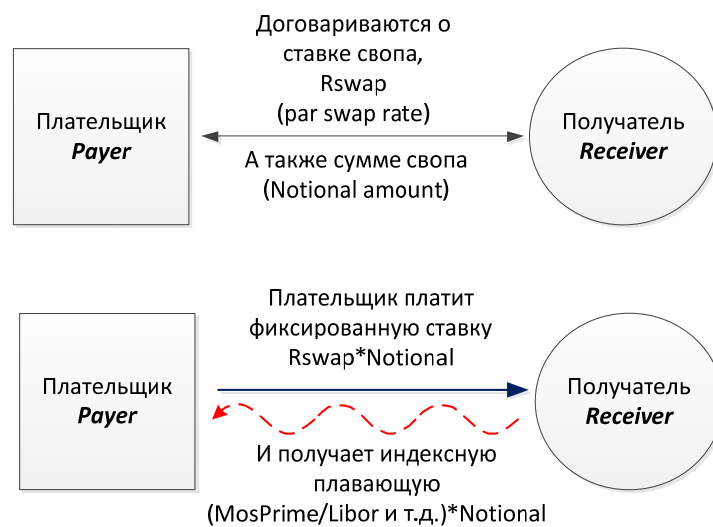 Договариваются о
ставке свопа,
Rswap
(par swap rate)
Плательщик
Payer
Получатель
Receiver
А также сумме свопа
(Notional amount)
Плательщик платит
фиксированную ставку
Rswap*Notional
Плательщик
Payer
Получатель
Receiver
И получает индексную
плавающую
(MosPrime/Libor и т.д.)*Notional